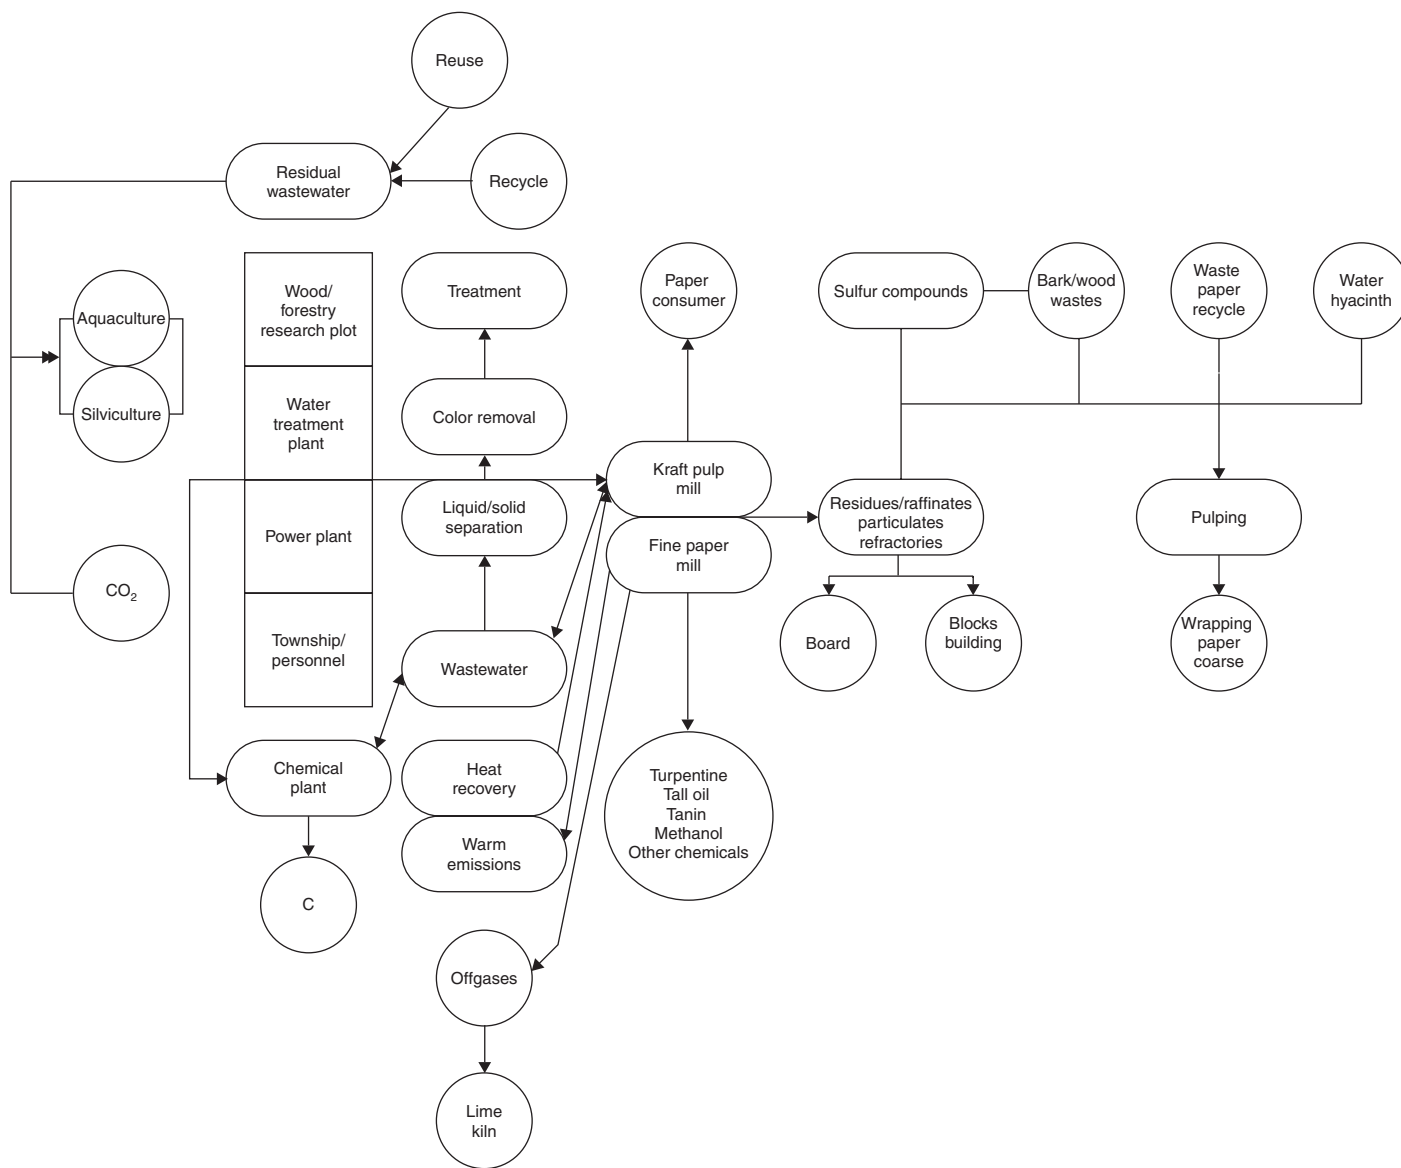 Reuse
Residual
wastewater
Recycle
Wood/
forestry
research plot
Treatment
Paper
consumer
Sulfur compounds
Bark/wood
wastes
Waste
paper
recycle
Water
hyacinth
Aquaculture
Silviculture
Water
treatment
plant
Color removal
Kraft pulp
mill
Liquid/solid
separation
Residues/raffinates
particulates
refractories
Pulping
Power plant
Fine paper
mill
CO₂
Township/
personnel
Wastewater
Board
Blocks
building
Wrapping
paper
coarse
Chemical
plant
Heat
recovery
Turpentine
Tall oil
Tanin
Methanol
Other chemicals
Warm
emissions
C
Offgases
Lime
kiln